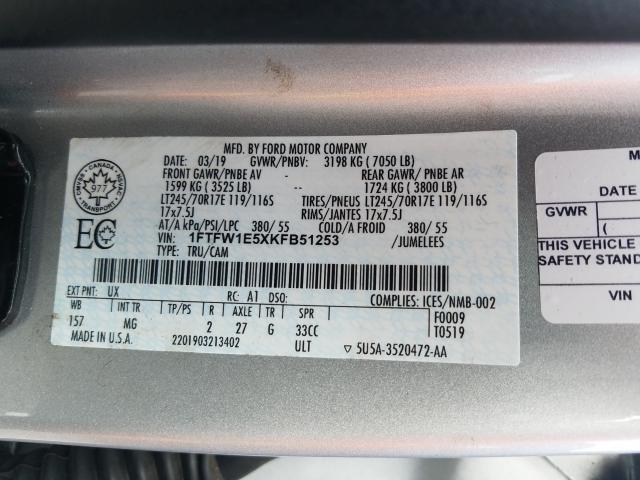 MFD. BY FORD MOTOR COMPANY
DATE: 03/19 GVWR/PNBV: 3198 KG ( 7050 LB)
FRONT GAWR/PNBE AV - -- REAR GAWR/ PNBE AR
1599 KG ( 3525 LB) 1724 KG ( 3800 LB)
LT245/70R17E 119/116S TIRES/PNEUS LT245/70R17E 119/116S
17x7.5J RIMS/JANTES 17x7.5J
AT/A kPa/PSI/LPC 380/ 55 COLD/A FROID 380/ 55
VIN: 1FTFW1E5XKFB51253 /JUMELEES
TYPE: TRU/CAM
CANADA
977
TRANSPORT
EC
EXT PNT: UX RC: A1 DSO: COMPLIES: ICES/NMB-002
WB INT TR TP/PS R AXLE TR SPR F0009
157 MG 2 27 G 33CC T0519
MADE IN U.S.A. 2201903213402 ULT ▽ 5U5A-3520472-AA
M
DATE
GVWR
(
THIS VEHICLE
SAFETY STAND
VIN